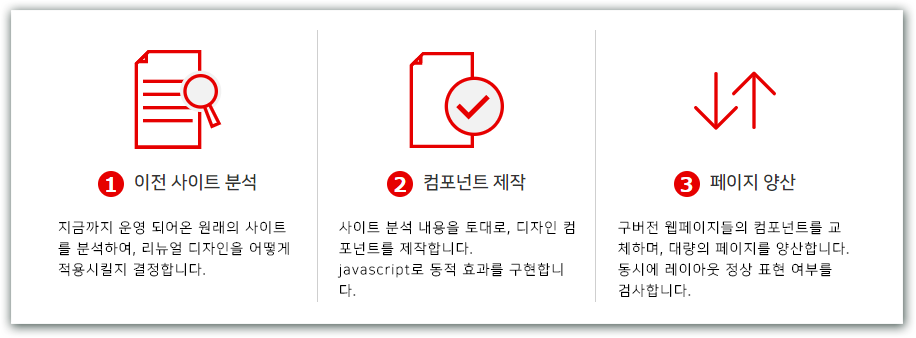 1 이전 사이트 분석
지금까지 운영 되어온 원래의 사이트
를 분석하여, 리뉴얼 디자인을 어떻게
적용시킬지 결정합니다.
2 컴포넌트 제작
사이트 분석 내용을 토대로, 디자인 컴
포넌트를 제작합니다.
javascript로 동적 효과를 구현합니
다.
3 페이지 양산
구버전 웹페이지들의 컴포넌트를 교
체하며, 대량의 페이지를 양산합니다.
동시에 레이아웃 정상 표현 여부를
검사합니다.